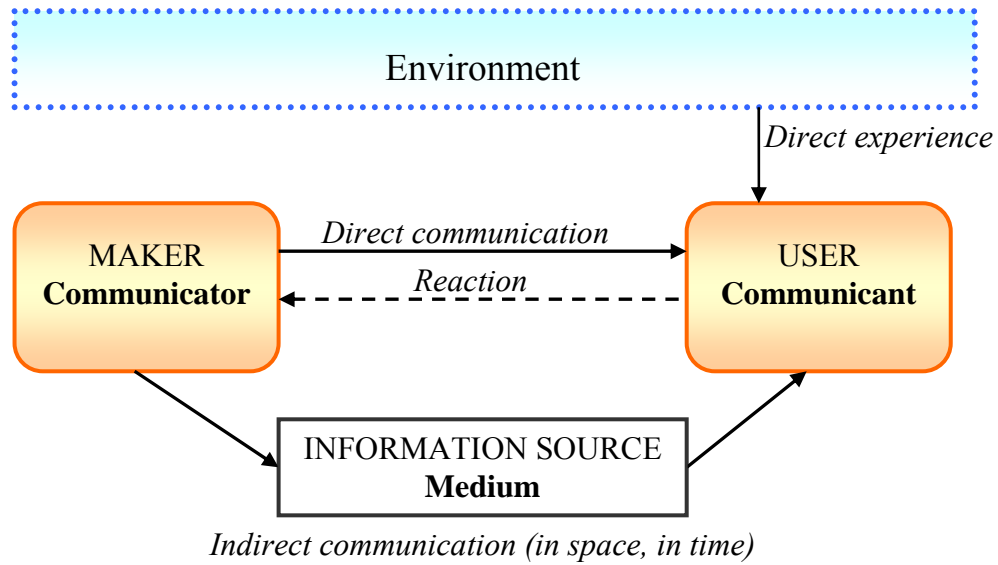 Environment
Direct experience
MAKER
Communicator
Direct communication
Reaction
USER
Communicant
INFORMATION SOURCE
Medium
Indirect communication (in space, in time)